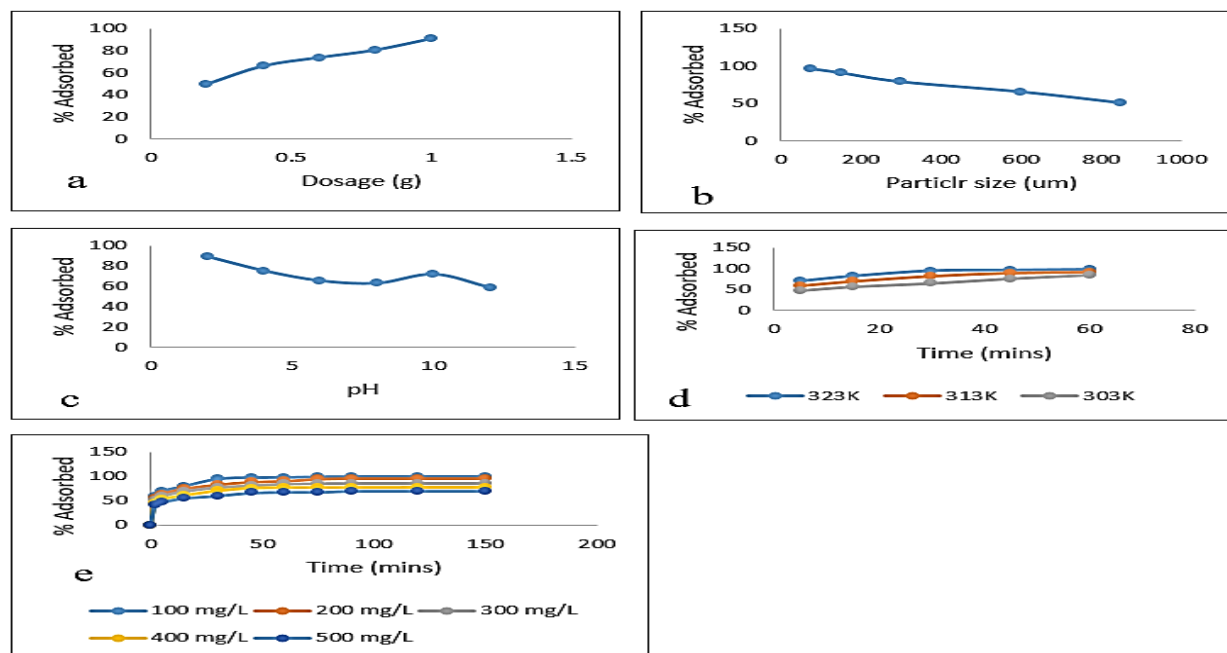 % Adsorbed
100
80
60
40
20
0
0 0.5 1 1.5
Dosage (g)
a
% Adsorbed
150
100
50
0
0 200 400 600 800 1000
Particlr size (um)
b
% Adsorbed
100
80
60
40
20
0
0 5 10 15
pH
c
% Adsorbed
150
100
50
0
0 20 40 60 80
Time (mins)
d
323K 313K 303K
% Adsorbed
150
100
50
0
0 50 100 150 200
Time (mins)
e
100 mg/L 200 mg/L 300 mg/L
400 mg/L 500 mg/L